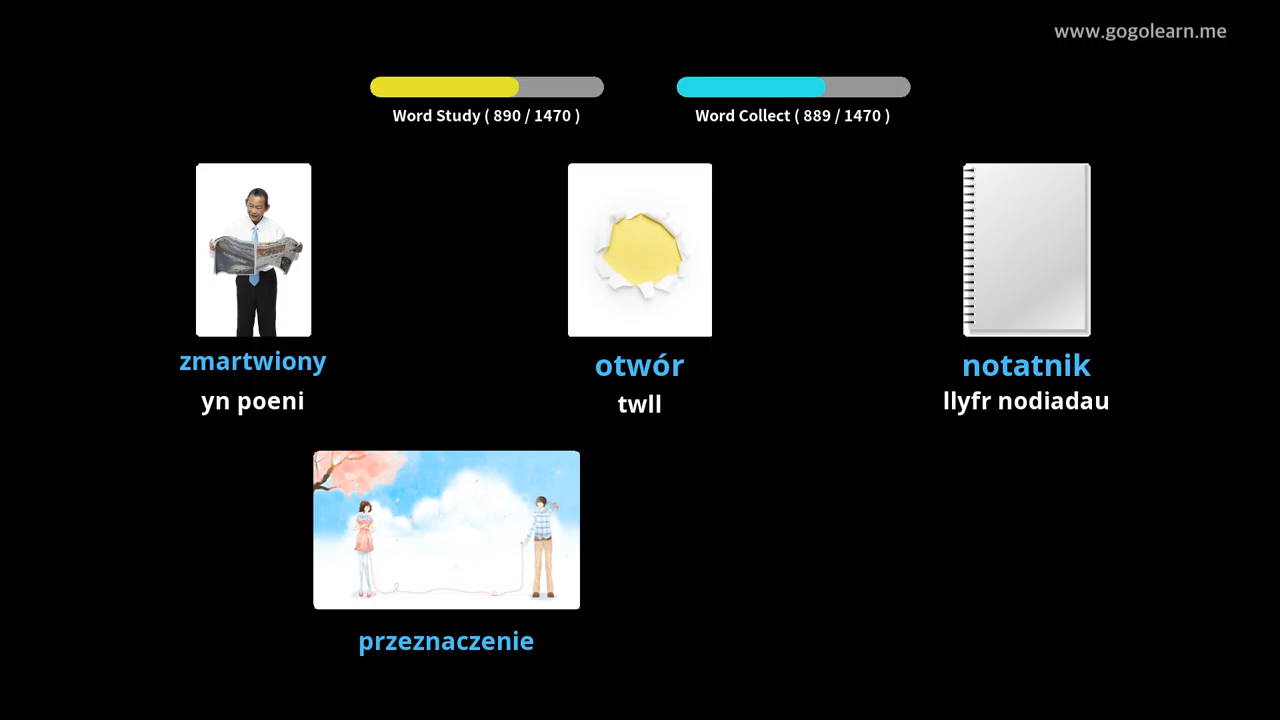 www.gogolearn.me
Word Study ( 890 / 1470 )
Word Collect ( 889 / 1470 )
zmartwiony
yn poeni
otwór
twll
notatnik
llyfr nodiadau
przeznaczenie